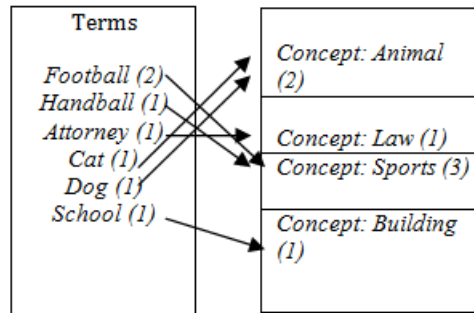 Terms
Football (2)
Handball (1)
Attorney (1)
Cat (1)
Dog (1)
School (1)
Concept: Animal
(2)
Concept: Law (1)
Concept: Sports (3)
Concept: Building
(1)